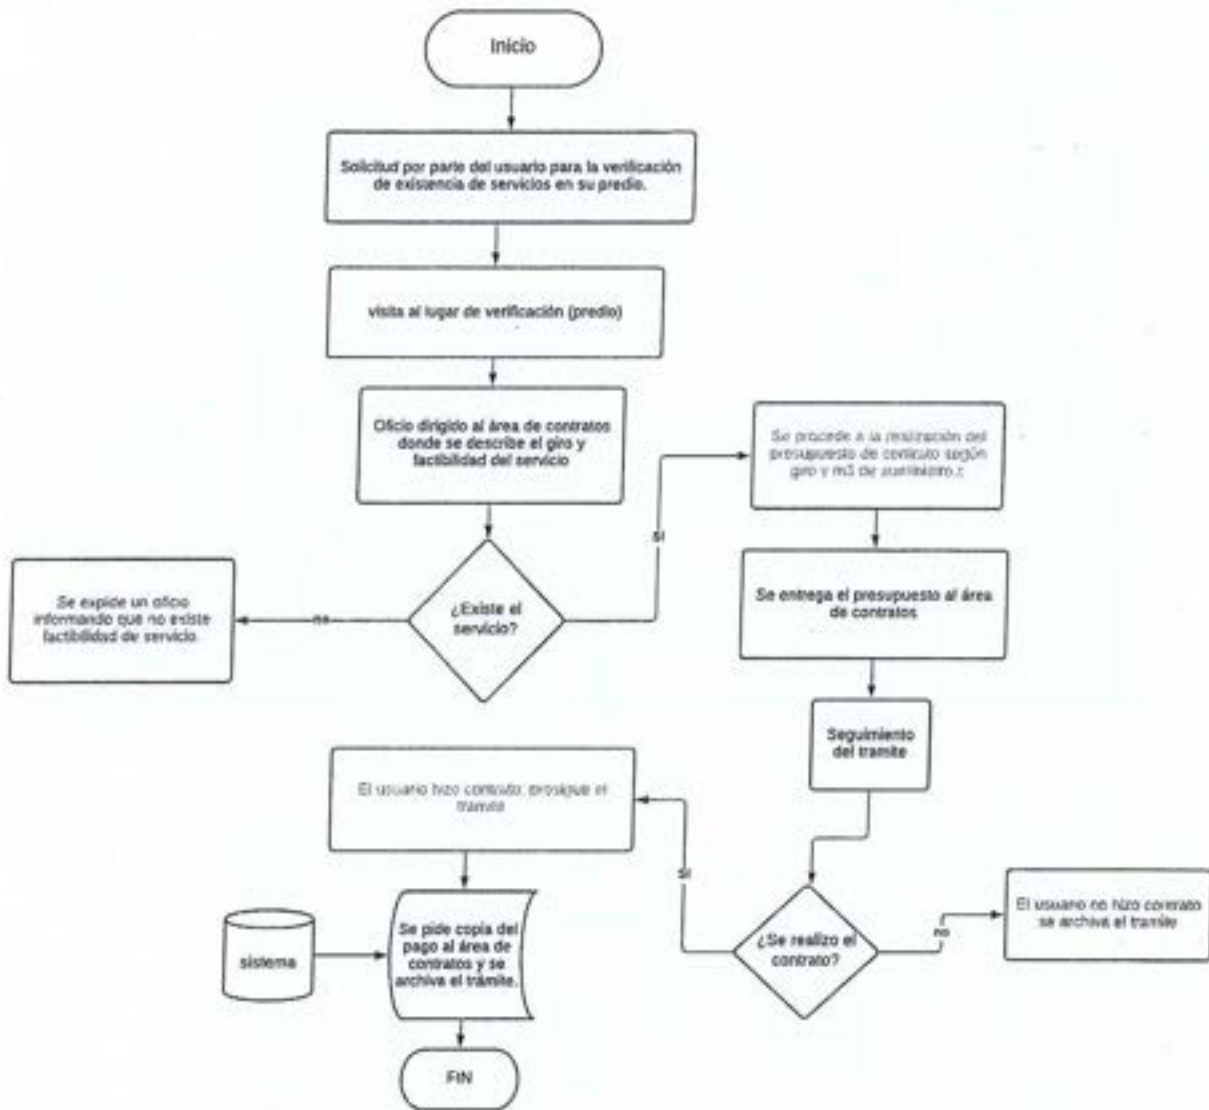 Inicio
Solicitud por parte del usuario para la verificación
de existencia de servicios en su predio.
visita al lugar de verificación (predio)
Oficio dirigido al área de contratos
donde se describe el giro y
factibilidad del servicio
Se procede a la realización del
presupuesto de contrato según
giro y m3 de
SI
¿Existe el
servicio?
no
Se expide un oficio
informando que no existe
factibilidad de servicio.
Se entrega el presupuesto al área
de contratos
Seguimiento
del tramite
El usuario hizo contrato prosigue el
trámite
SI
¿Se realizo el
contrato?
no
El usuario no hizo contrato
se archiva el tramite
sistema
Se pide copia del
pago al área de
contratos y se
archiva el trámite.
FIN